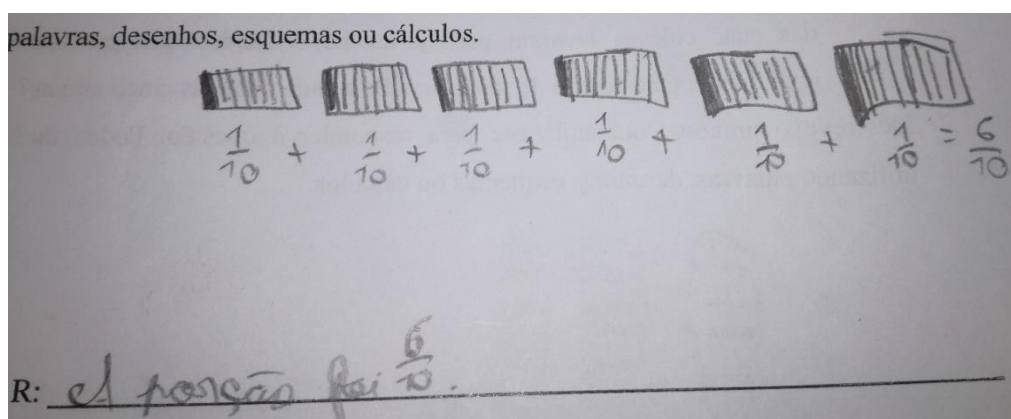 palavras, desenhos, esquemas ou cálculos.
1/10 + 1/10 + 1/10 + 1/10 + 1/10 + 1/10 = 6/10
R: A porção foi 6/10.